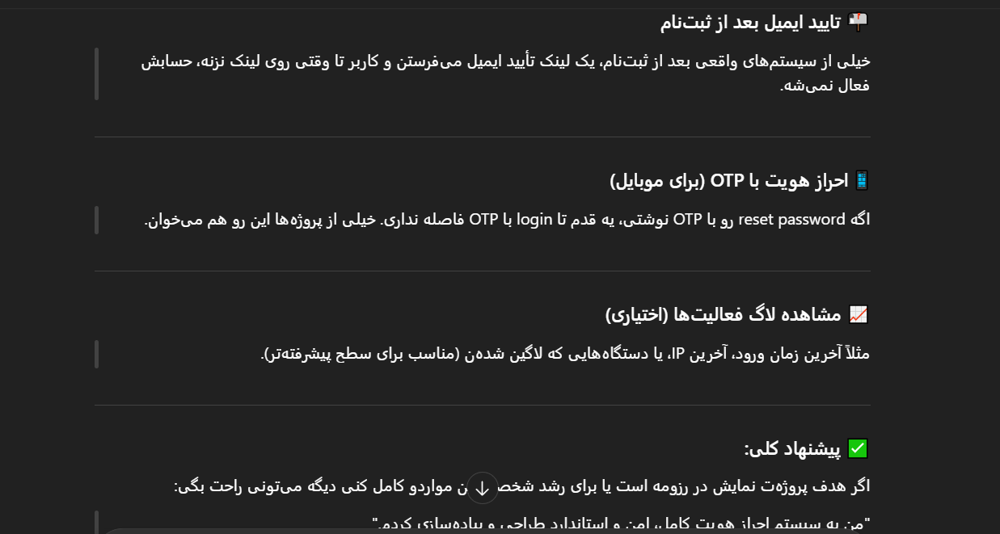 تایید ایمیل بعد از ثبت‌نام
خیلی از سیستم‌های واقعی بعد از ثبت‌نام، یک لینک تأیید ایمیل می‌فرستن و کاربر تا وقتی روی لینک نزنه، حسابش
فعال نمی‌شه.
احراز هویت با OTP (برای موبایل)
اگه reset password رو با OTP نوشتی، یه قدم تا login با OTP فاصله نداری. خیلی از پروژه‌ها این رو هم می‌خوان.
مشاهده لاگ فعالیت‌ها (اختیاری)
مثلاً آخرین زمان ورود، آخرین IP، یا دستگاه‌هایی که لاگین شده‌ن (مناسب برای سطح پیشرفته‌تر).
پیشنهاد کلی:
اگر هدف پروژه‌ت نمایش در رزومه است یا برای رشد مواردو کامل کنی دیگه می‌تونی راحت بگی:
"من یه سیستم احراز هویت کامل، امن و استاندارد طراحی و پیاده‌سازی کردم."